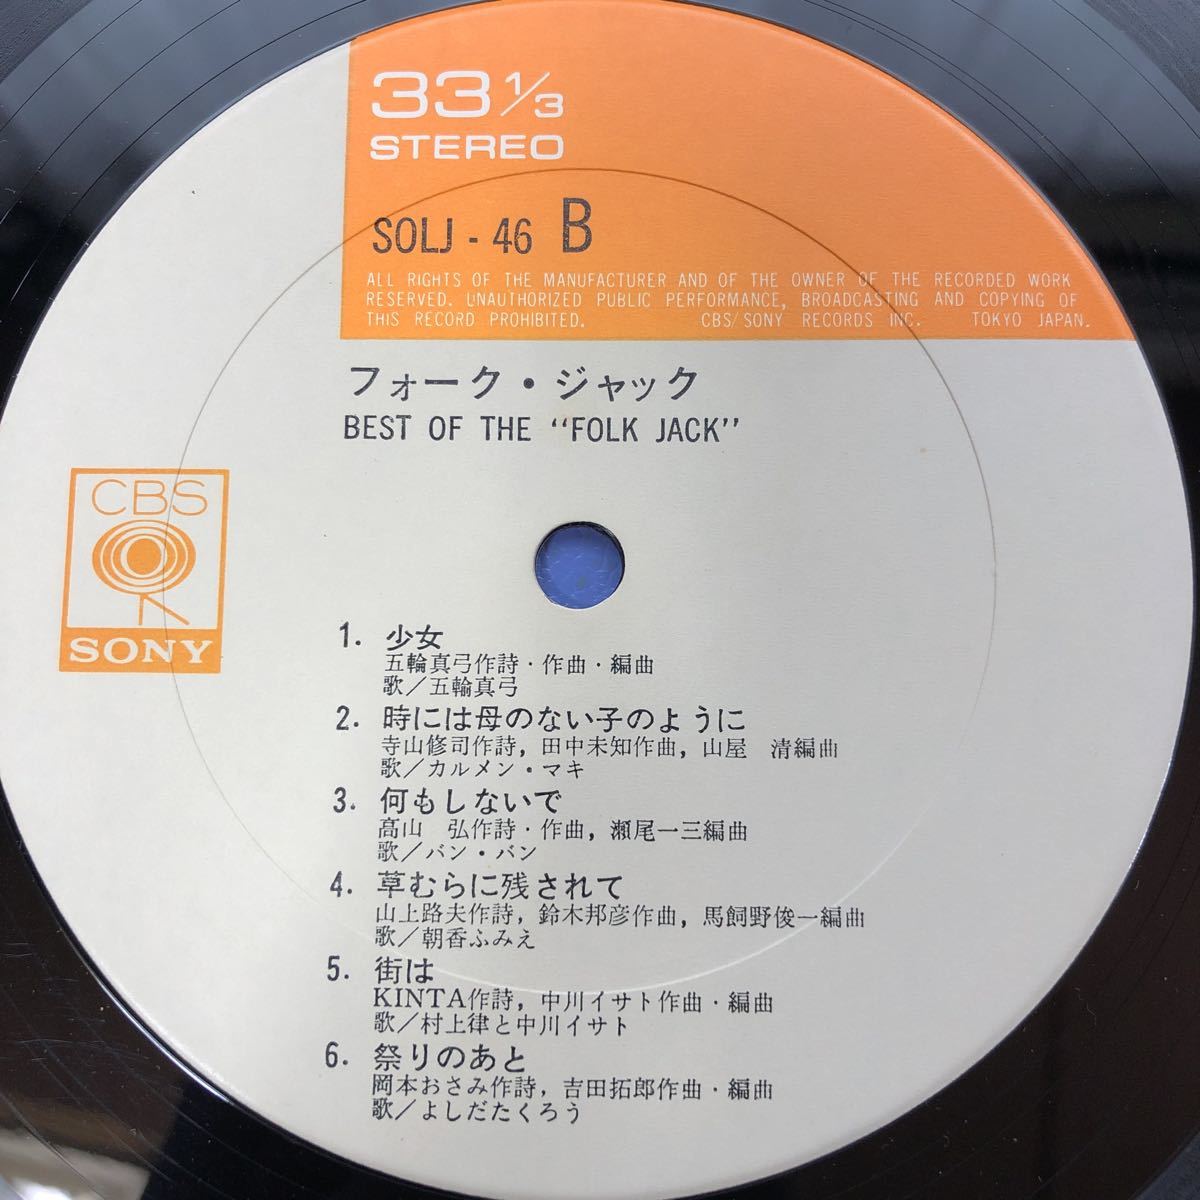 33 1/3
STEREO
SOLJ - 46 B
ALL RIGHTS OF THE MANUFACTURER AND OF THE OWNER OF THE RECORDED WORK
RESERVED. UNAUTHORIZED PUBLIC PERFORMANCE, BROADCASTING AND COPYING OF
THIS RECORD PROHIBITED. CBS/SONY RECORDS INC. TOKYO JAPAN.
フォーク・ジャック
BEST OF THE “FOLK JACK”
CBS
SONY
1. 少女
五輪真弓作詩・作曲・編曲
歌／五輪真弓
2. 時には母のない子のように
寺山修司作詩, 田中未知作曲, 山屋 清編曲
歌／カルメン・マキ
3. 何もしないで
髙山 弘作詩・作曲, 瀬尾一三編曲
歌／バン・バン
4. 草むらに残されて
山上路夫作詩, 鈴木邦彦作曲, 馬飼野俊一編曲
歌／朝香ふみえ
5. 街は
KINTA作詩, 中川イサト作曲・編曲
歌／村上律と中川イサト
6. 祭りのあと
岡本おさみ作詩, 吉田拓郎作曲・編曲
歌／よしだたくろう